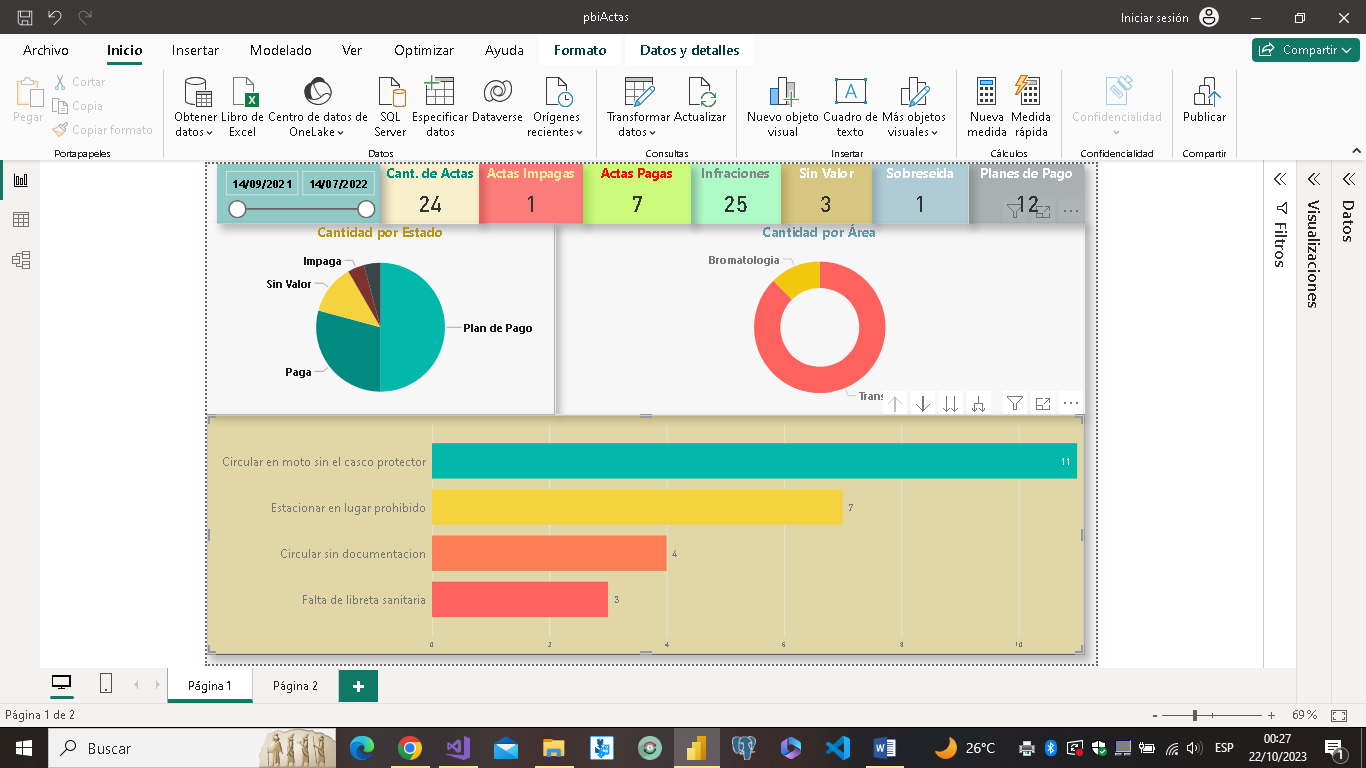 pbiActas
Iniciar sesión
Archivo
Inicio
Insertar
Modelado
Ver
Optimizar
Ayuda
Formato
Datos y detalles
Compartir
Pegar
Cortar
Copia
Copiar formato
Portapapeles
Obtener datos
Libro de Excel
Centro de datos de OneLake
SQL Server
Especificar datos
Dataverse
Orígenes recientes
Datos
Transformar datos
Actualizar
Consultas
Nuevo objeto visual
Cuadro de texto
Más objetos visuales
Insertar
Nueva medida
Medida rápida
Cálculos
Confidencialidad
Confidencialidad
Publicar
Compartir
14/09/2021
14/07/2022
Cant. de Actas
24
Actas Impagas
1
Actas Pagas
7
Infraciones
25
Sin Valor
3
Sobreseida
1
Planes de Pago
12
Cantidad por Estado
Impaga
Sin Valor
Plan de Pago
Paga
Cantidad por Área
Bromatologia
Trans
Circular en moto sin el casco protector
11
Estacionar en lugar prohibido
7
Circular sin documentacion
4
Falta de libreta sanitaria
3
0 2 4 6 8 10
Filtros
Visualizaciones
Datos
Página 1
Página 2
Página 1 de 2
69%
Buscar
26°C
ESP
00:27
22/10/2023
1